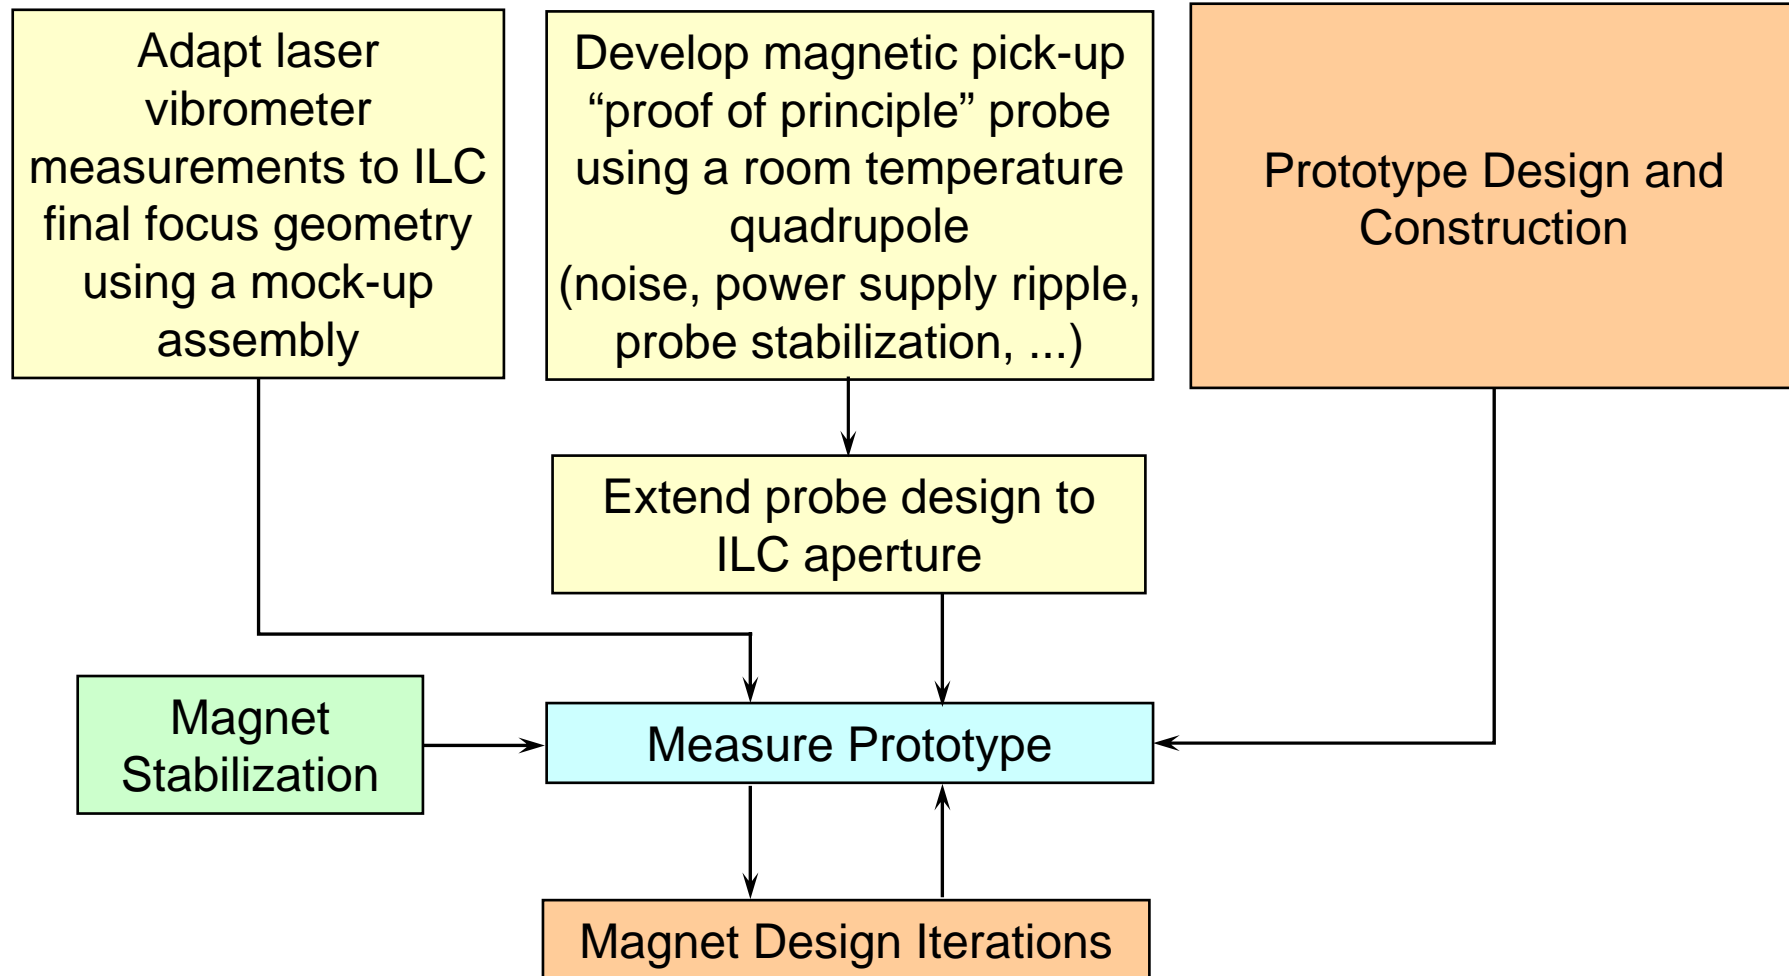 Adapt laser
vibrometer
measurements to ILC
final focus geometry
using a mock-up
assembly
Develop magnetic pick-up
“proof of principle” probe
using a room temperature
quadrupole
(noise, power supply ripple,
probe stabilization, ...)
Prototype Design and
Construction
Extend probe design to
ILC aperture
Magnet
Stabilization
Measure Prototype
Magnet Design Iterations